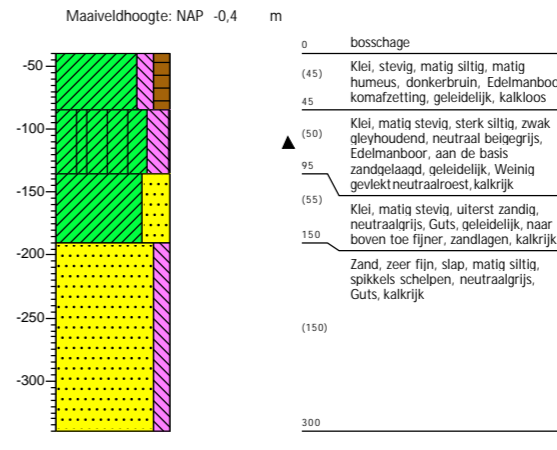 Maaiveldhoogte: NAP -0,4 m
-50
-100
-150
-200
-250
-300
0 bosschage
(45) Klei, stevig, matig siltig, matig
humeus, donkerbruin, Edelmanboo
45 komafzetting, geleidelijk, kalkloos
Klei, matig stevig, sterk siltig, zwak
(50) gleyhoudend, neutraal beigegrijs,
Edelmanboor, aan de basis
95 zandgelaagd, geleidelijk, Weinig
gevlekt neutraalroest, kalkrijk
(55) Klei, matig stevig, uiterst zandig,
neutraalgrijs, Guts, geleidelijk, naar
150 boven toe fijner, zandlagen, kalkrijk
Zand, zeer fijn, slap, matig siltig,
spikkels schelpen, neutraalgrijs,
Guts, kalkrijk
(150)
300